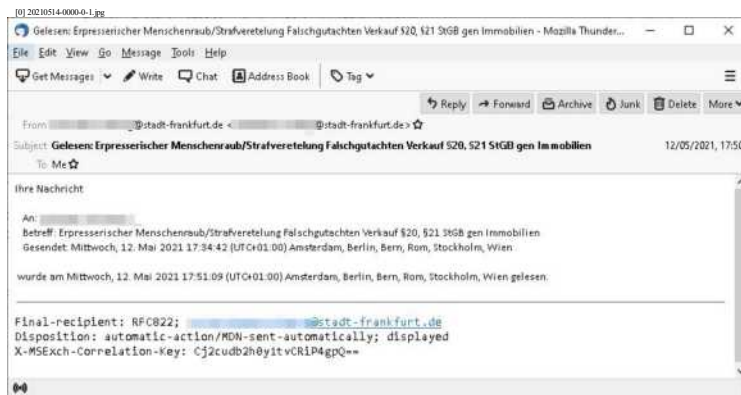 [0] 20210514-0000-0-1.jpg
Gelesen: Erpresserischer Menschenraub/Strafveretelung Falschgutachten Verkauf §20, §21 StGB gen Immobilien - Mozilla Thunder...
File Edit View Go Message Tools Help
Get Messages Write Chat Address Book Tag
Reply Forward Archive Junk Delete More
From @stadt-frankfurt.de < @stadt-frankfurt.de>
Subject Gelesen: Erpresserischer Menschenraub/Strafveretelung Falschgutachten Verkauf §20, §21 StGB gen Immobilien 12/05/2021, 17:50
To Me
Ihre Nachricht
An:
Betreff: Erpresserischer Menschenraub/Strafveretelung Falschgutachten Verkauf §20, §21 StGB gen Immobilien
Gesendet: Mittwoch, 12. Mai 2021 17:34:42 (UTC+01:00) Amsterdam, Berlin, Bern, Rom, Stockholm, Wien
wurde am Mittwoch, 12. Mai 2021 17:51:09 (UTC+01:00) Amsterdam, Berlin, Bern, Rom, Stockholm, Wien gelesen.
Final-recipient: RFC822; @stadt-frankfurt.de
Disposition: automatic-action/MDN-sent-automatically; displayed
X-MSExch-Correlation-Key: Cj2cudb2h0y1tvCRiP4gpQ==